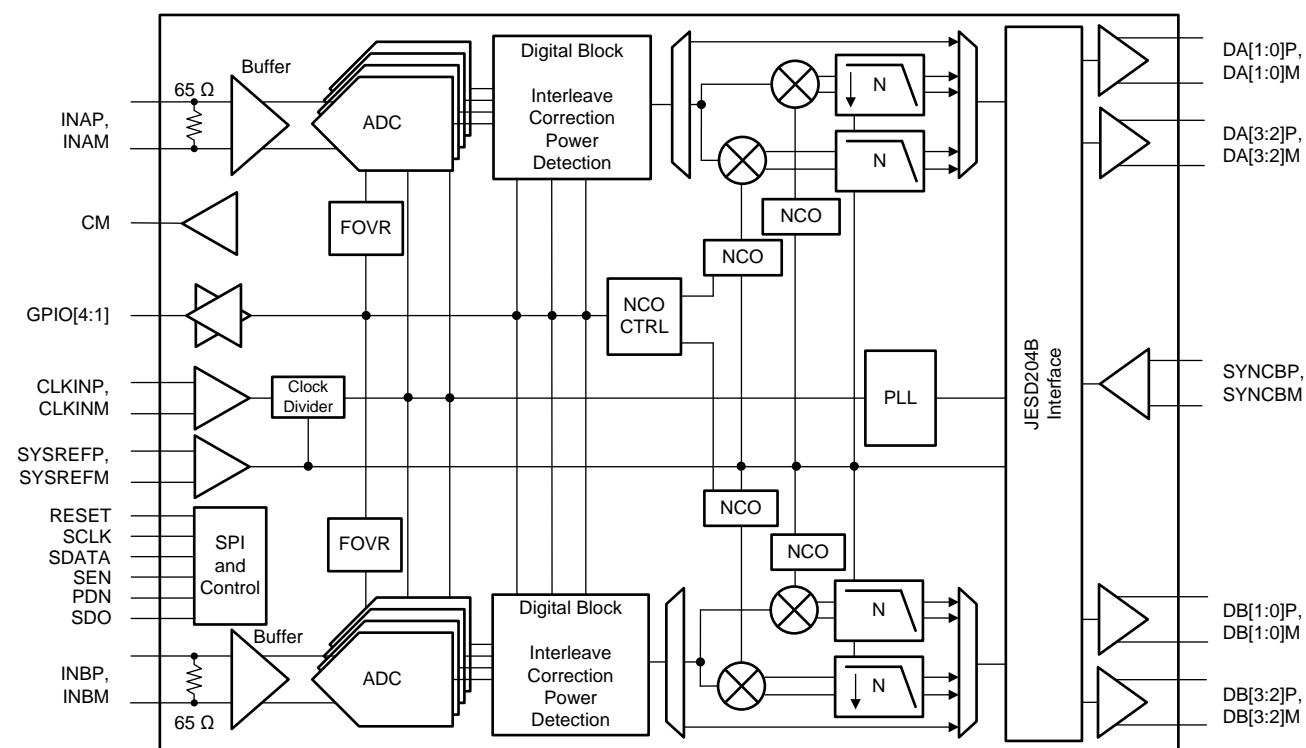 Buffer
65 Ω
INAP,
INAM
ADC
Digital Block
Interleave
Correction
Power
Detection
N
N
DA[1:0]P,
DA[1:0]M
DA[3:2]P,
DA[3:2]M
CM
FOVR
NCO
NCO
GPIO[4:1]
NCO
CTRL
CLKINP,
CLKINM
Clock
Divider
PLL
JESD204B
Interface
SYNCBP,
SYNCBM
SYSREFP,
SYSREFM
RESET
SCLK
SDATA
SEN
PDN
SDO
SPI
and
Control
FOVR
NCO
NCO
Buffer
INBP,
INBM
65 Ω
ADC
Digital Block
Interleave
Correction
Power
Detection
N
N
DB[1:0]P,
DB[1:0]M
DB[3:2]P,
DB[3:2]M